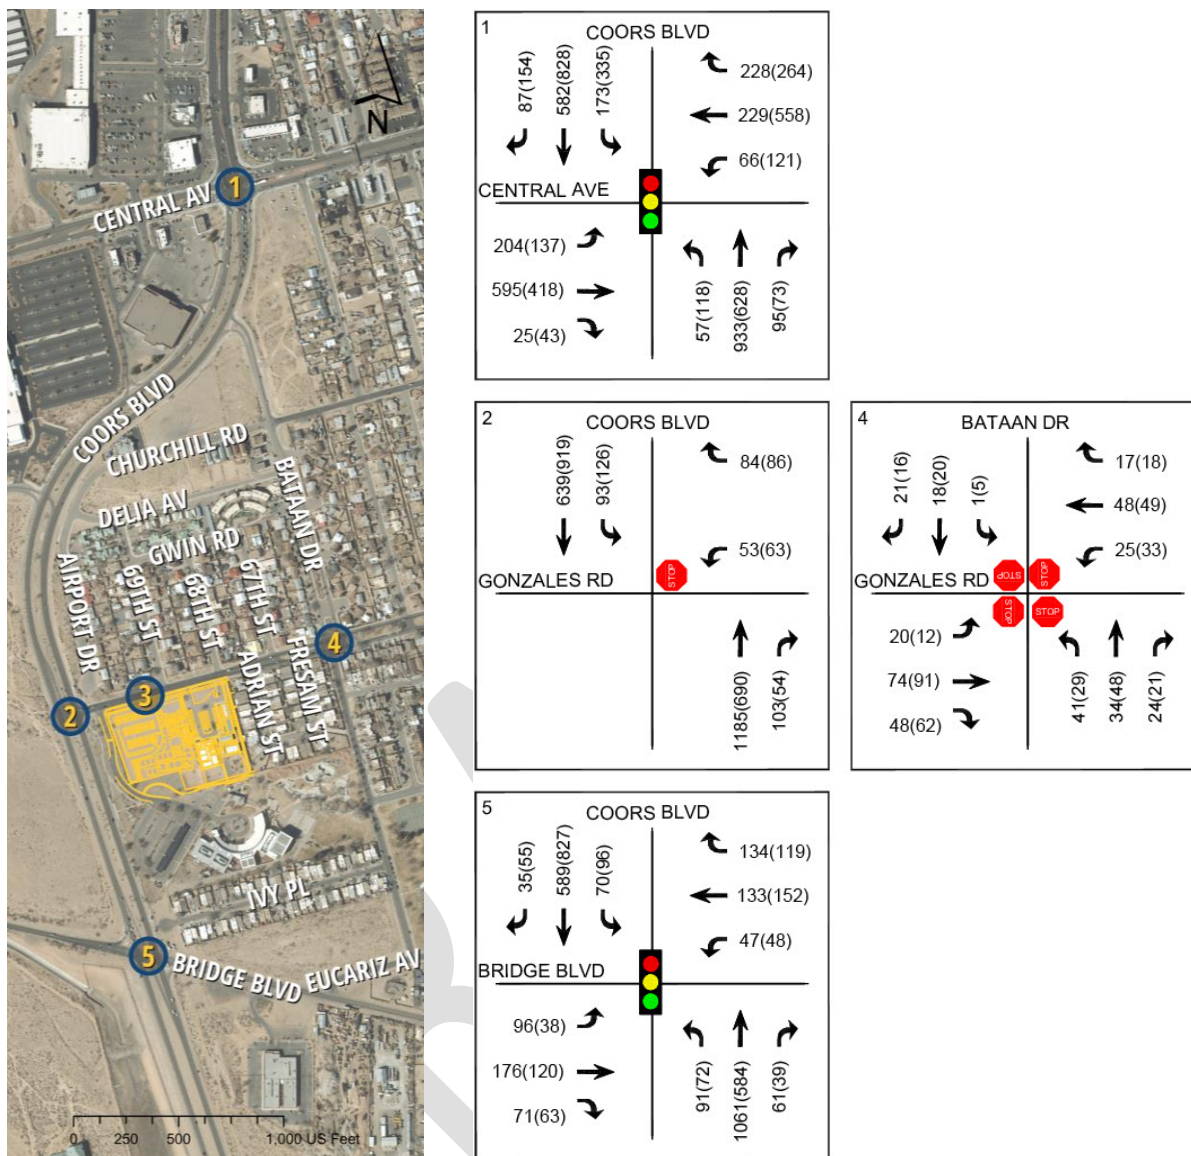 N
1
CENTRAL AV
COORS BLVD
CHURCHILL RD
DELIA AV
GWIN RD
BATAAN DR
AIRPORT DR
69TH ST
68TH ST
67TH ST
ADRIAN ST
FRESAM ST
4
3
2
IVY PL
5
BRIDGE BLVD
EUCARIZ AV
0 250 500 1,000 US Feet
1
COORS BLVD
87(154)
582(828)
173(335)
228(264)
229(558)
66(121)
CENTRAL AVE
204(137)
595(418)
25(43)
57(118)
933(628)
95(73)
2
COORS BLVD
639(919)
93(126)
84(86)
53(63)
GONZALES RD
STOP
1185(690)
103(54)
4
BATAAN DR
21(16)
18(20)
1(5)
17(18)
48(49)
25(33)
GONZALES RD
STOP
STOP
STOP
STOP
20(12)
74(91)
48(62)
41(29)
34(48)
24(21)
5
COORS BLVD
35(55)
589(827)
70(96)
134(119)
133(152)
47(48)
BRIDGE BLVD
96(38)
176(120)
71(63)
91(72)
1061(584)
61(39)